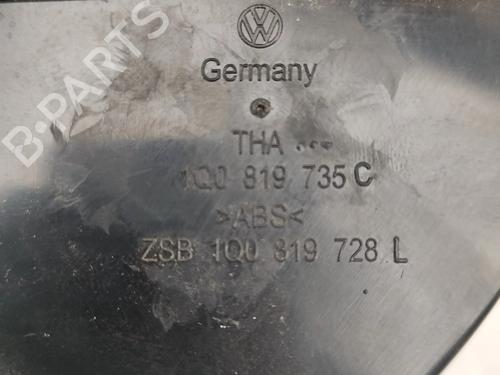 B-PARTS
Germany
THA ...
1Q0 819 735 C
>ABS<
ZSB 1Q0 819 728 L